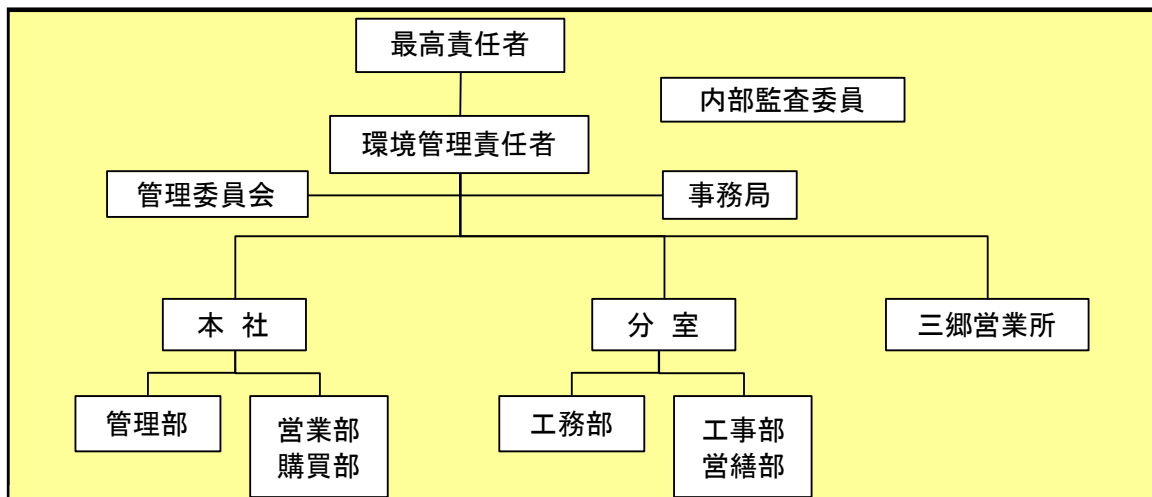 最高責任者
内部監査委員
環境管理責任者
管理委員会
事務局
本 社
分 室
三郷営業所
管理部
営業部
購買部
工務部
工事部
営繕部